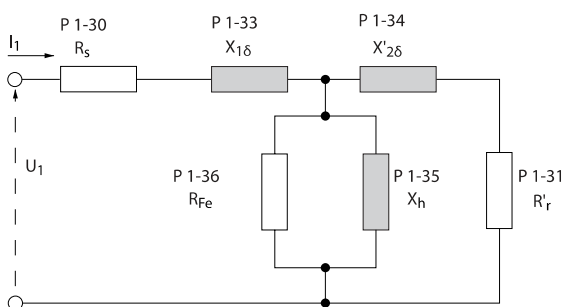 P 1-30
Rs
P 1-33
X1δ
P 1-34
X'2δ
I1
U1
P 1-36
RFe
P 1-35
Xh
P 1-31
R'r